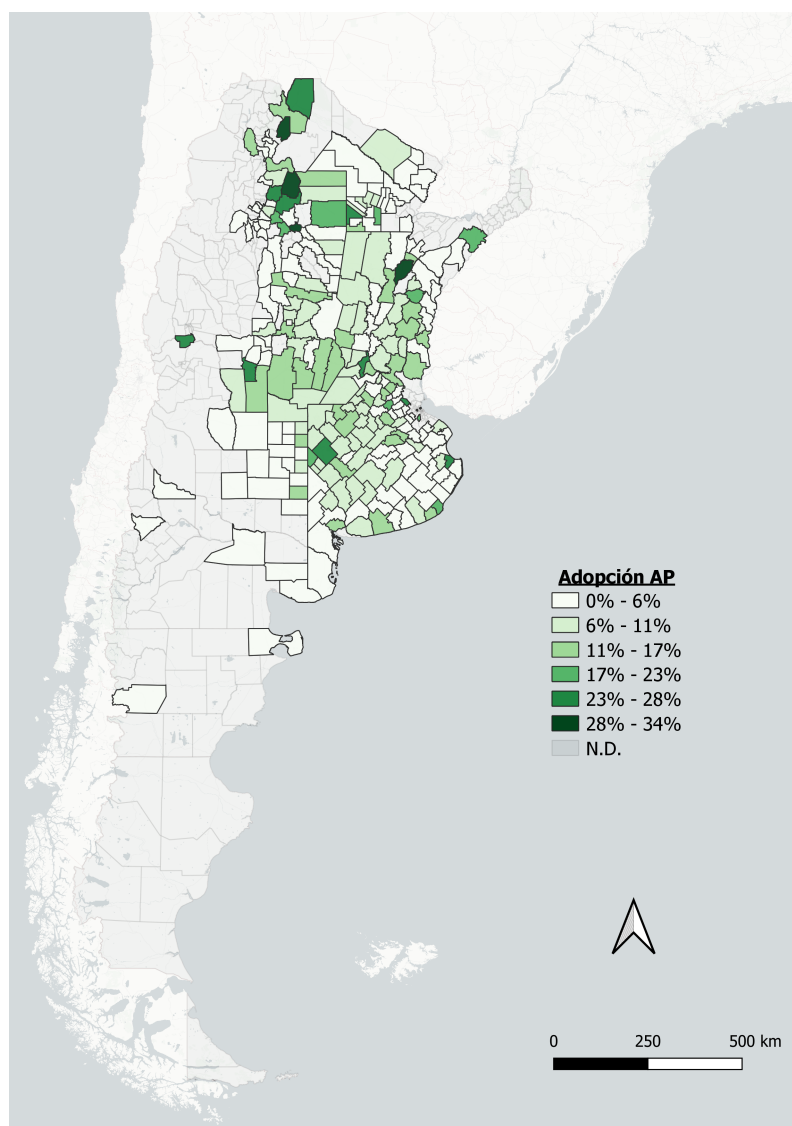 Adopción AP
0% - 6%
6% - 11%
11% - 17%
17% - 23%
23% - 28%
28% - 34%
N.D.
0 250 500 km